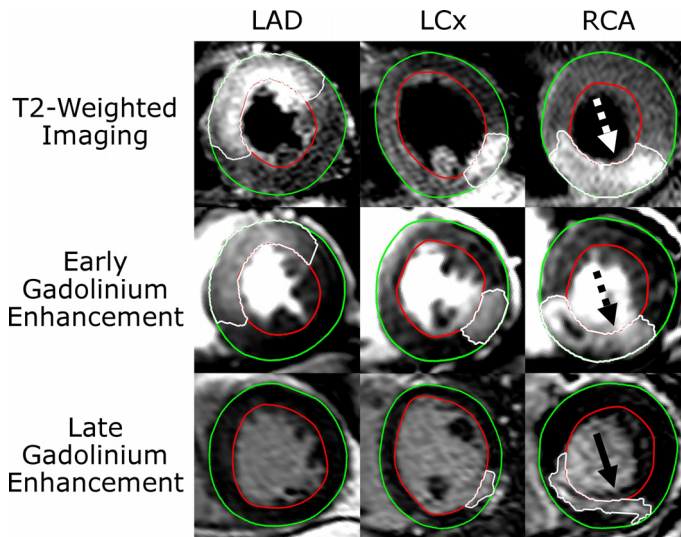 LAD LCx RCA
T2-Weighted
Imaging
Early
Gadolinium
Enhancement
Late
Gadolinium
Enhancement